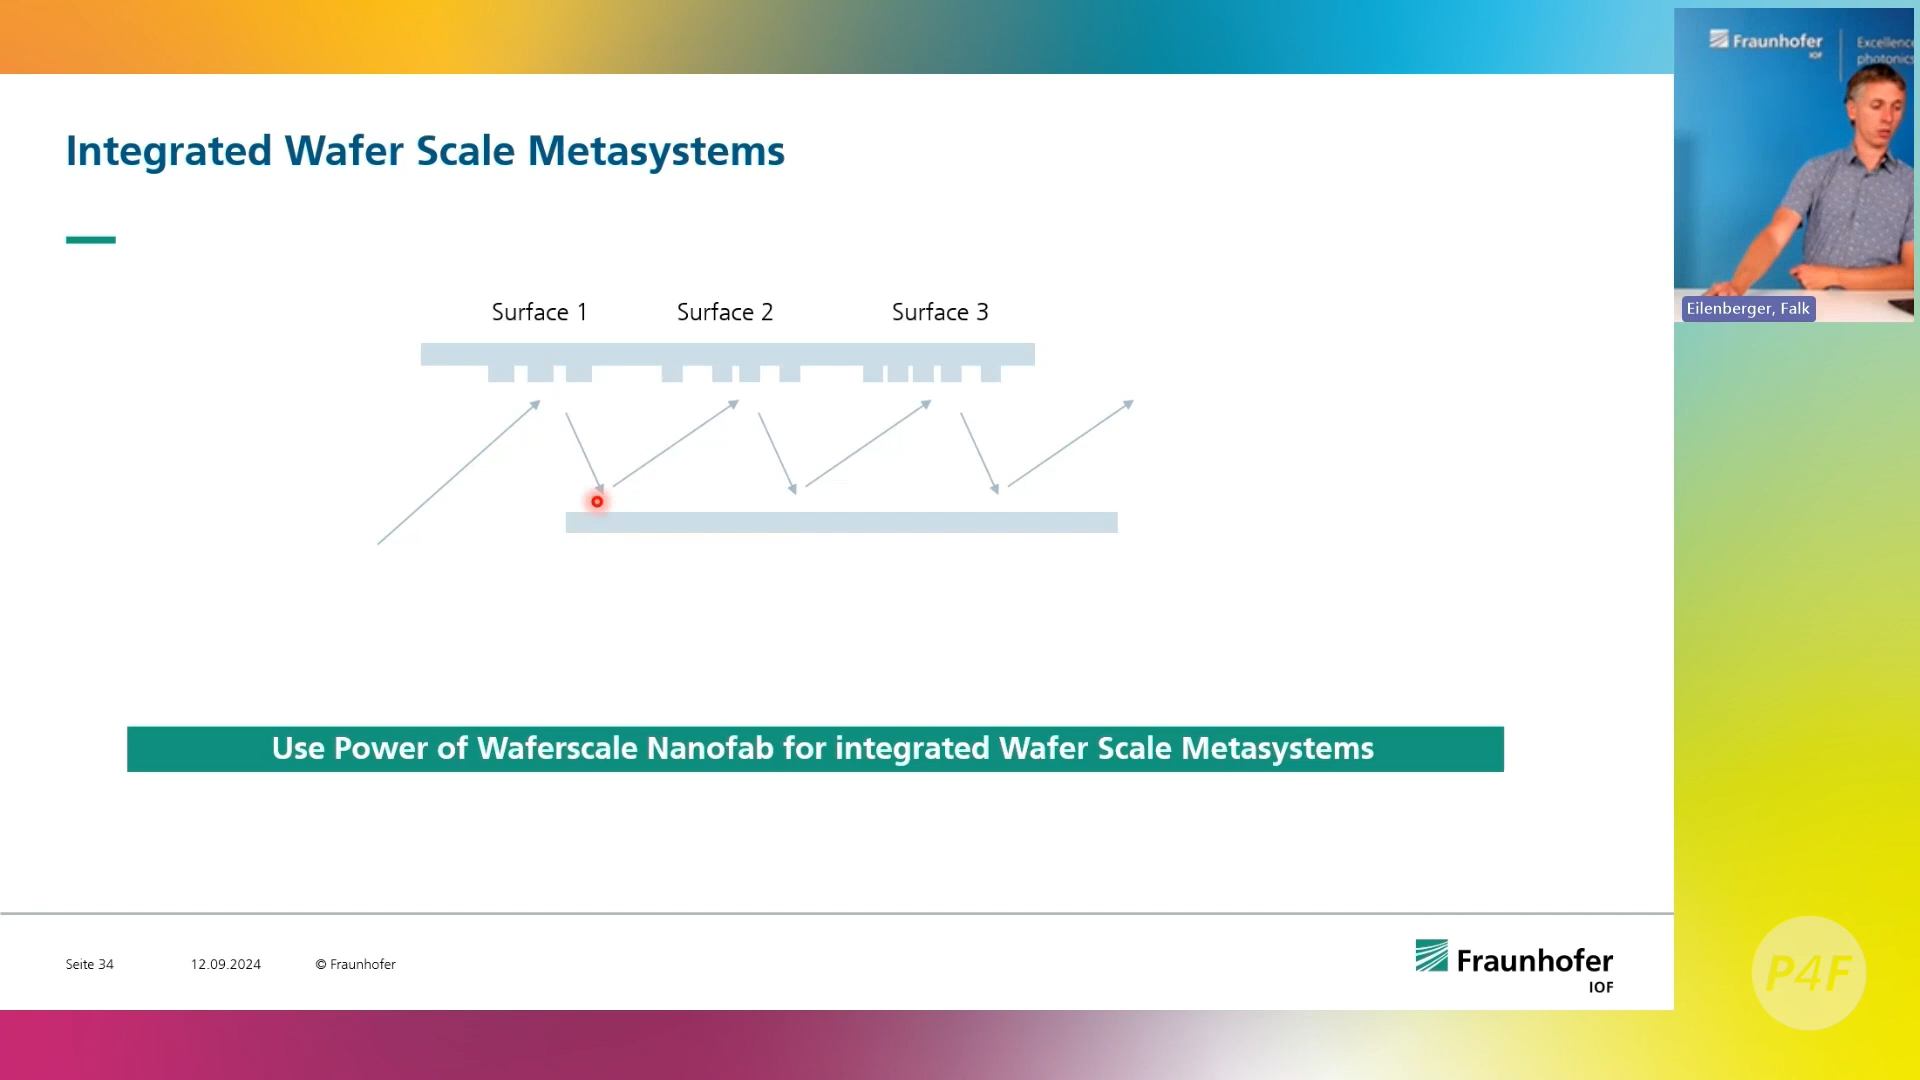 Integrated Wafer Scale Metasystems
Surface 1
Surface 2
Surface 3
Use Power of Waferscale Nanofab for integrated Wafer Scale Metasystems
Seite 34
12.09.2024
© Fraunhofer
Fraunhofer
IOF
Fraunhofer
IOF
Excellence
photonics
Eilenberger, Falk
P4F